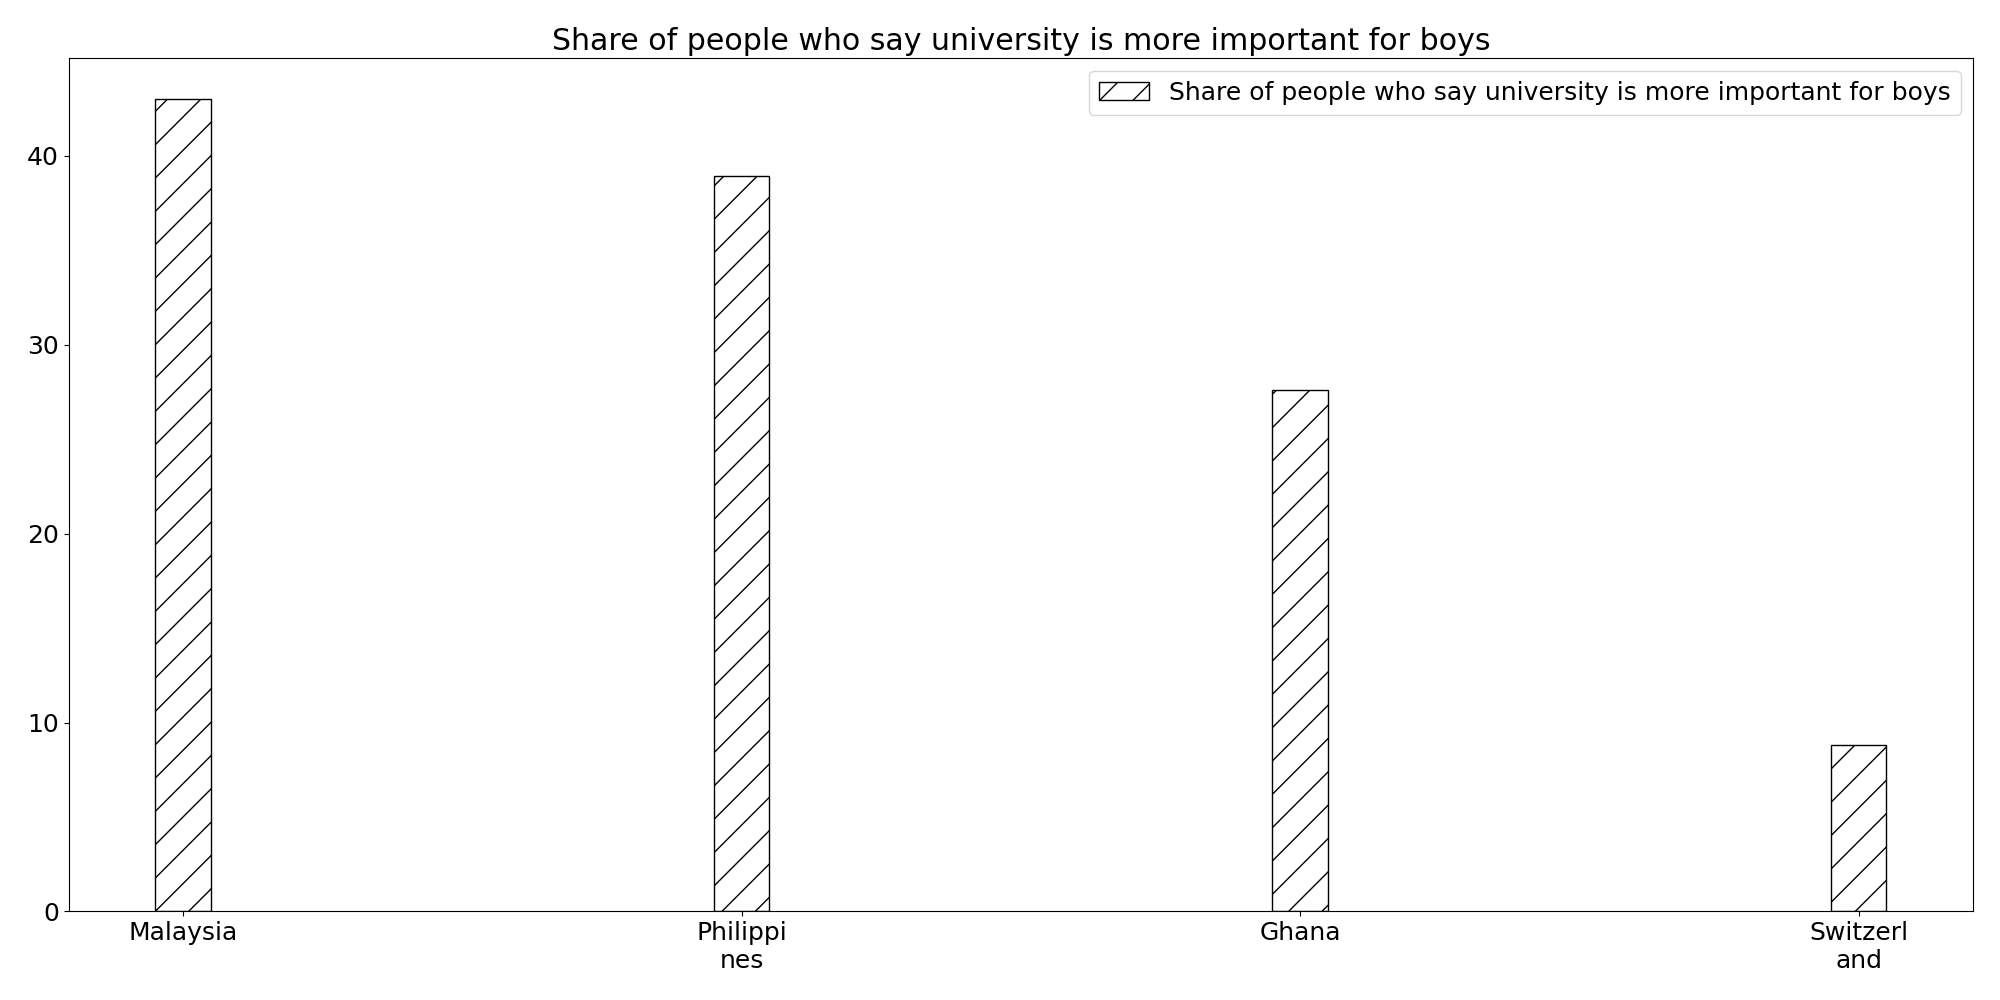 Share of people who say university is more important for boys
Share of people who say university is more important for boys
40
30
20
10
0
Malaysia
Philippi
nes
Ghana
Switzerl
and